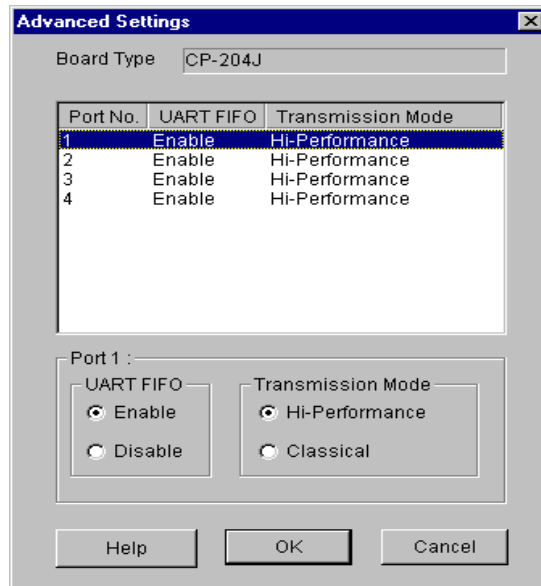 Advanced Settings
Board Type CP-204J
Port No. UART FIFO Transmission Mode
1 Enable Hi-Performance
2 Enable Hi-Performance
3 Enable Hi-Performance
4 Enable Hi-Performance
Port 1 :
UART FIFO Transmission Mode
Enable Hi-Performance
Disable Classical
Help OK Cancel